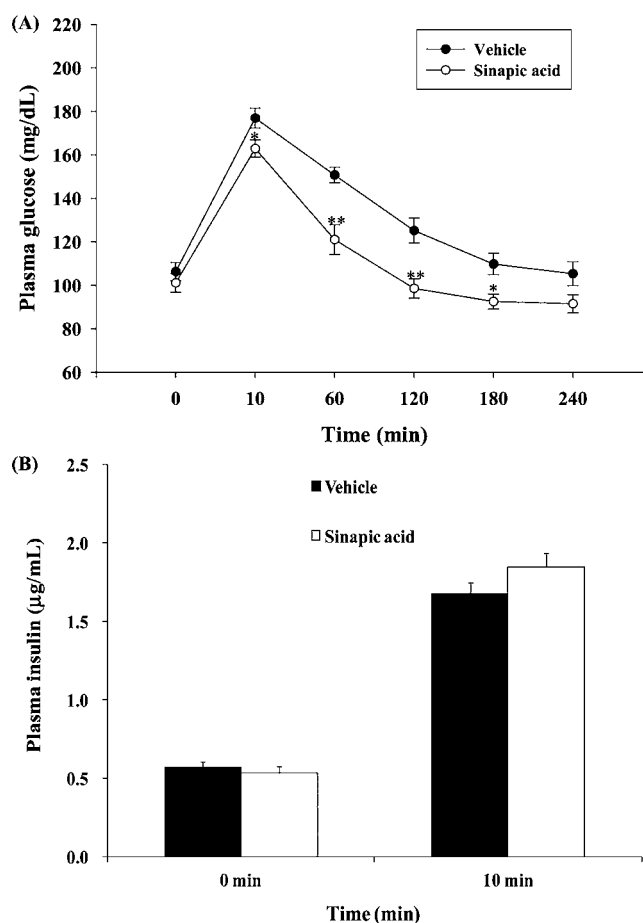 (A)
220
200
180
160
140
120
100
80
60
Plasma glucose (mg/dL)
Vehicle
Sinapic acid
*
**
**
*
0 10 60 120 180 240
Time (min)
(B)
2.5
2.0
1.5
1.0
0.5
0.0
Plasma insulin (µg/mL)
Vehicle
Sinapic acid
0 min 10 min
Time (min)